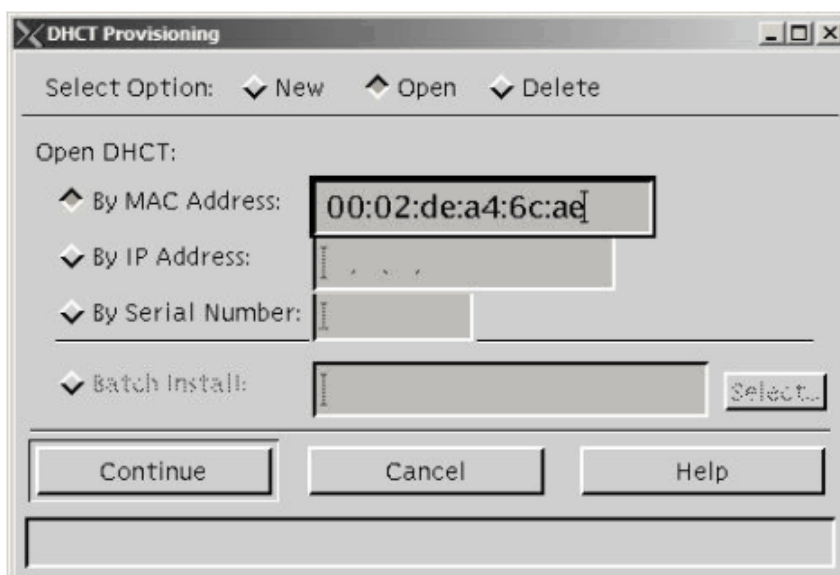 DHCT Provisioning
Select Option: New Open Delete
Open DHCT:
By MAC Address: 00:02:de:a4:6c:ae
By IP Address:
By Serial Number:
Batch Install: Select...
Continue Cancel Help